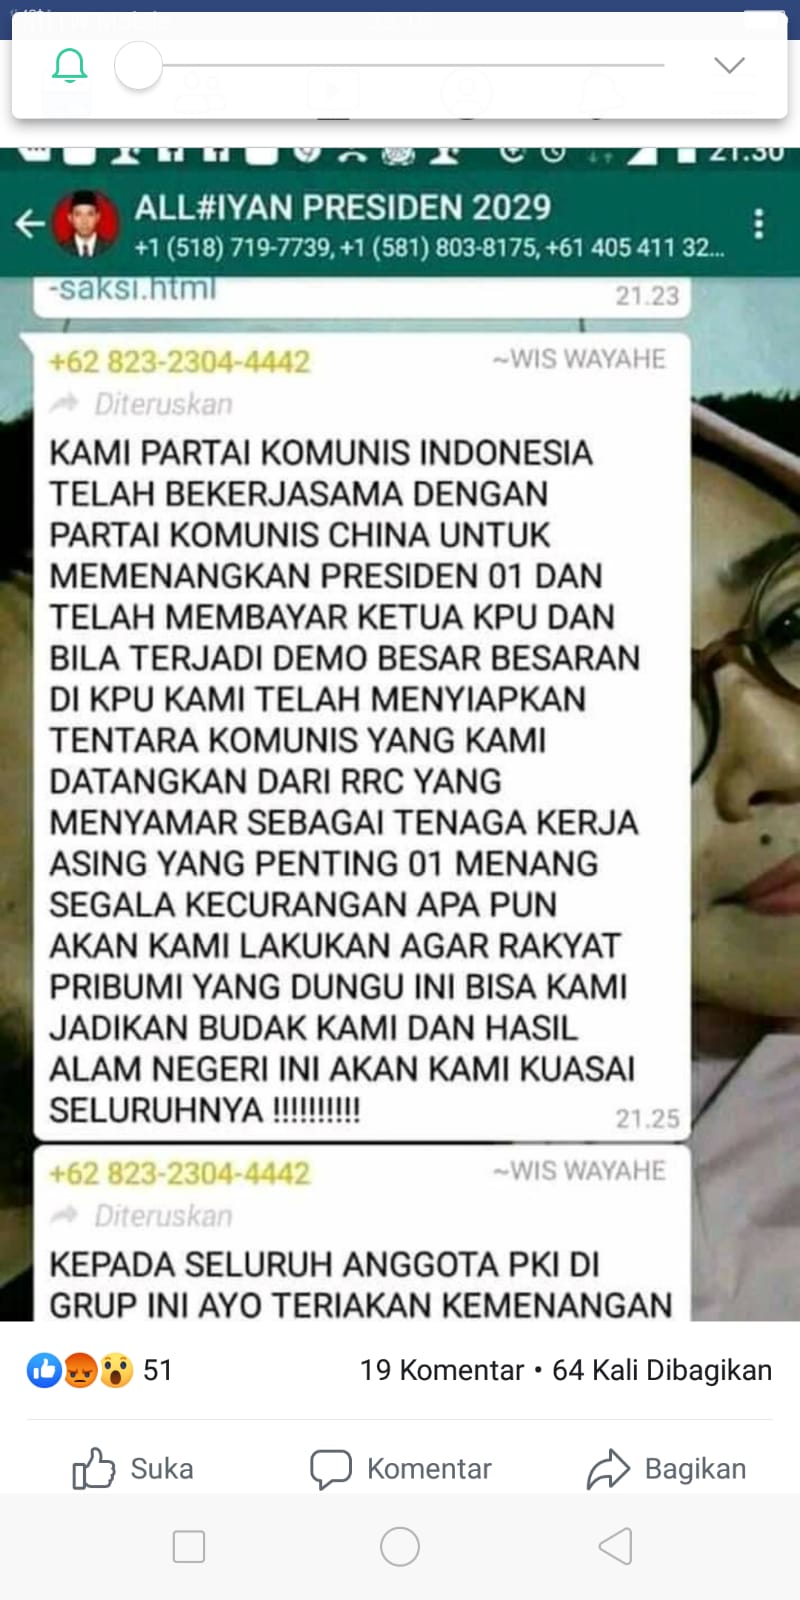 21.30
ALL#IYAN PRESIDEN 2029
+1 (518) 719-7739, +1 (581) 803-8175, +61 405 411 32...
-saksi.html
21.23
+62 823-2304-4442
~WIS WAYAHE
Diteruskan
KAMI PARTAI KOMUNIS INDONESIA
TELAH BEKERJASAMA DENGAN
PARTAI KOMUNIS CHINA UNTUK
MEMENANGKAN PRESIDEN 01 DAN
TELAH MEMBAYAR KETUA KPU DAN
BILA TERJADI DEMO BESAR BESARAN
DI KPU KAMI TELAH MENYIAPKAN
TENTARA KOMUNIS YANG KAMI
DATANGKAN DARI RRC YANG
MENYAMAR SEBAGAI TENAGA KERJA
ASING YANG PENTING 01 MENANG
SEGALA KECURANGAN APA PUN
AKAN KAMI LAKUKAN AGAR RAKYAT
PRIBUMI YANG DUNGU INI BISA KAMI
JADIKAN BUDAK KAMI DAN HASIL
ALAM NEGERI INI AKAN KAMI KUASAI
SELURUHNYA !!!!!!!!!!
21.25
+62 823-2304-4442
~WIS WAYAHE
Diteruskan
KEPADA SELURUH ANGGOTA PKI DI
GRUP INI AYO TERIAKAN KEMENANGAN
51
19 Komentar • 64 Kali Dibagikan
Suka
Komentar
Bagikan